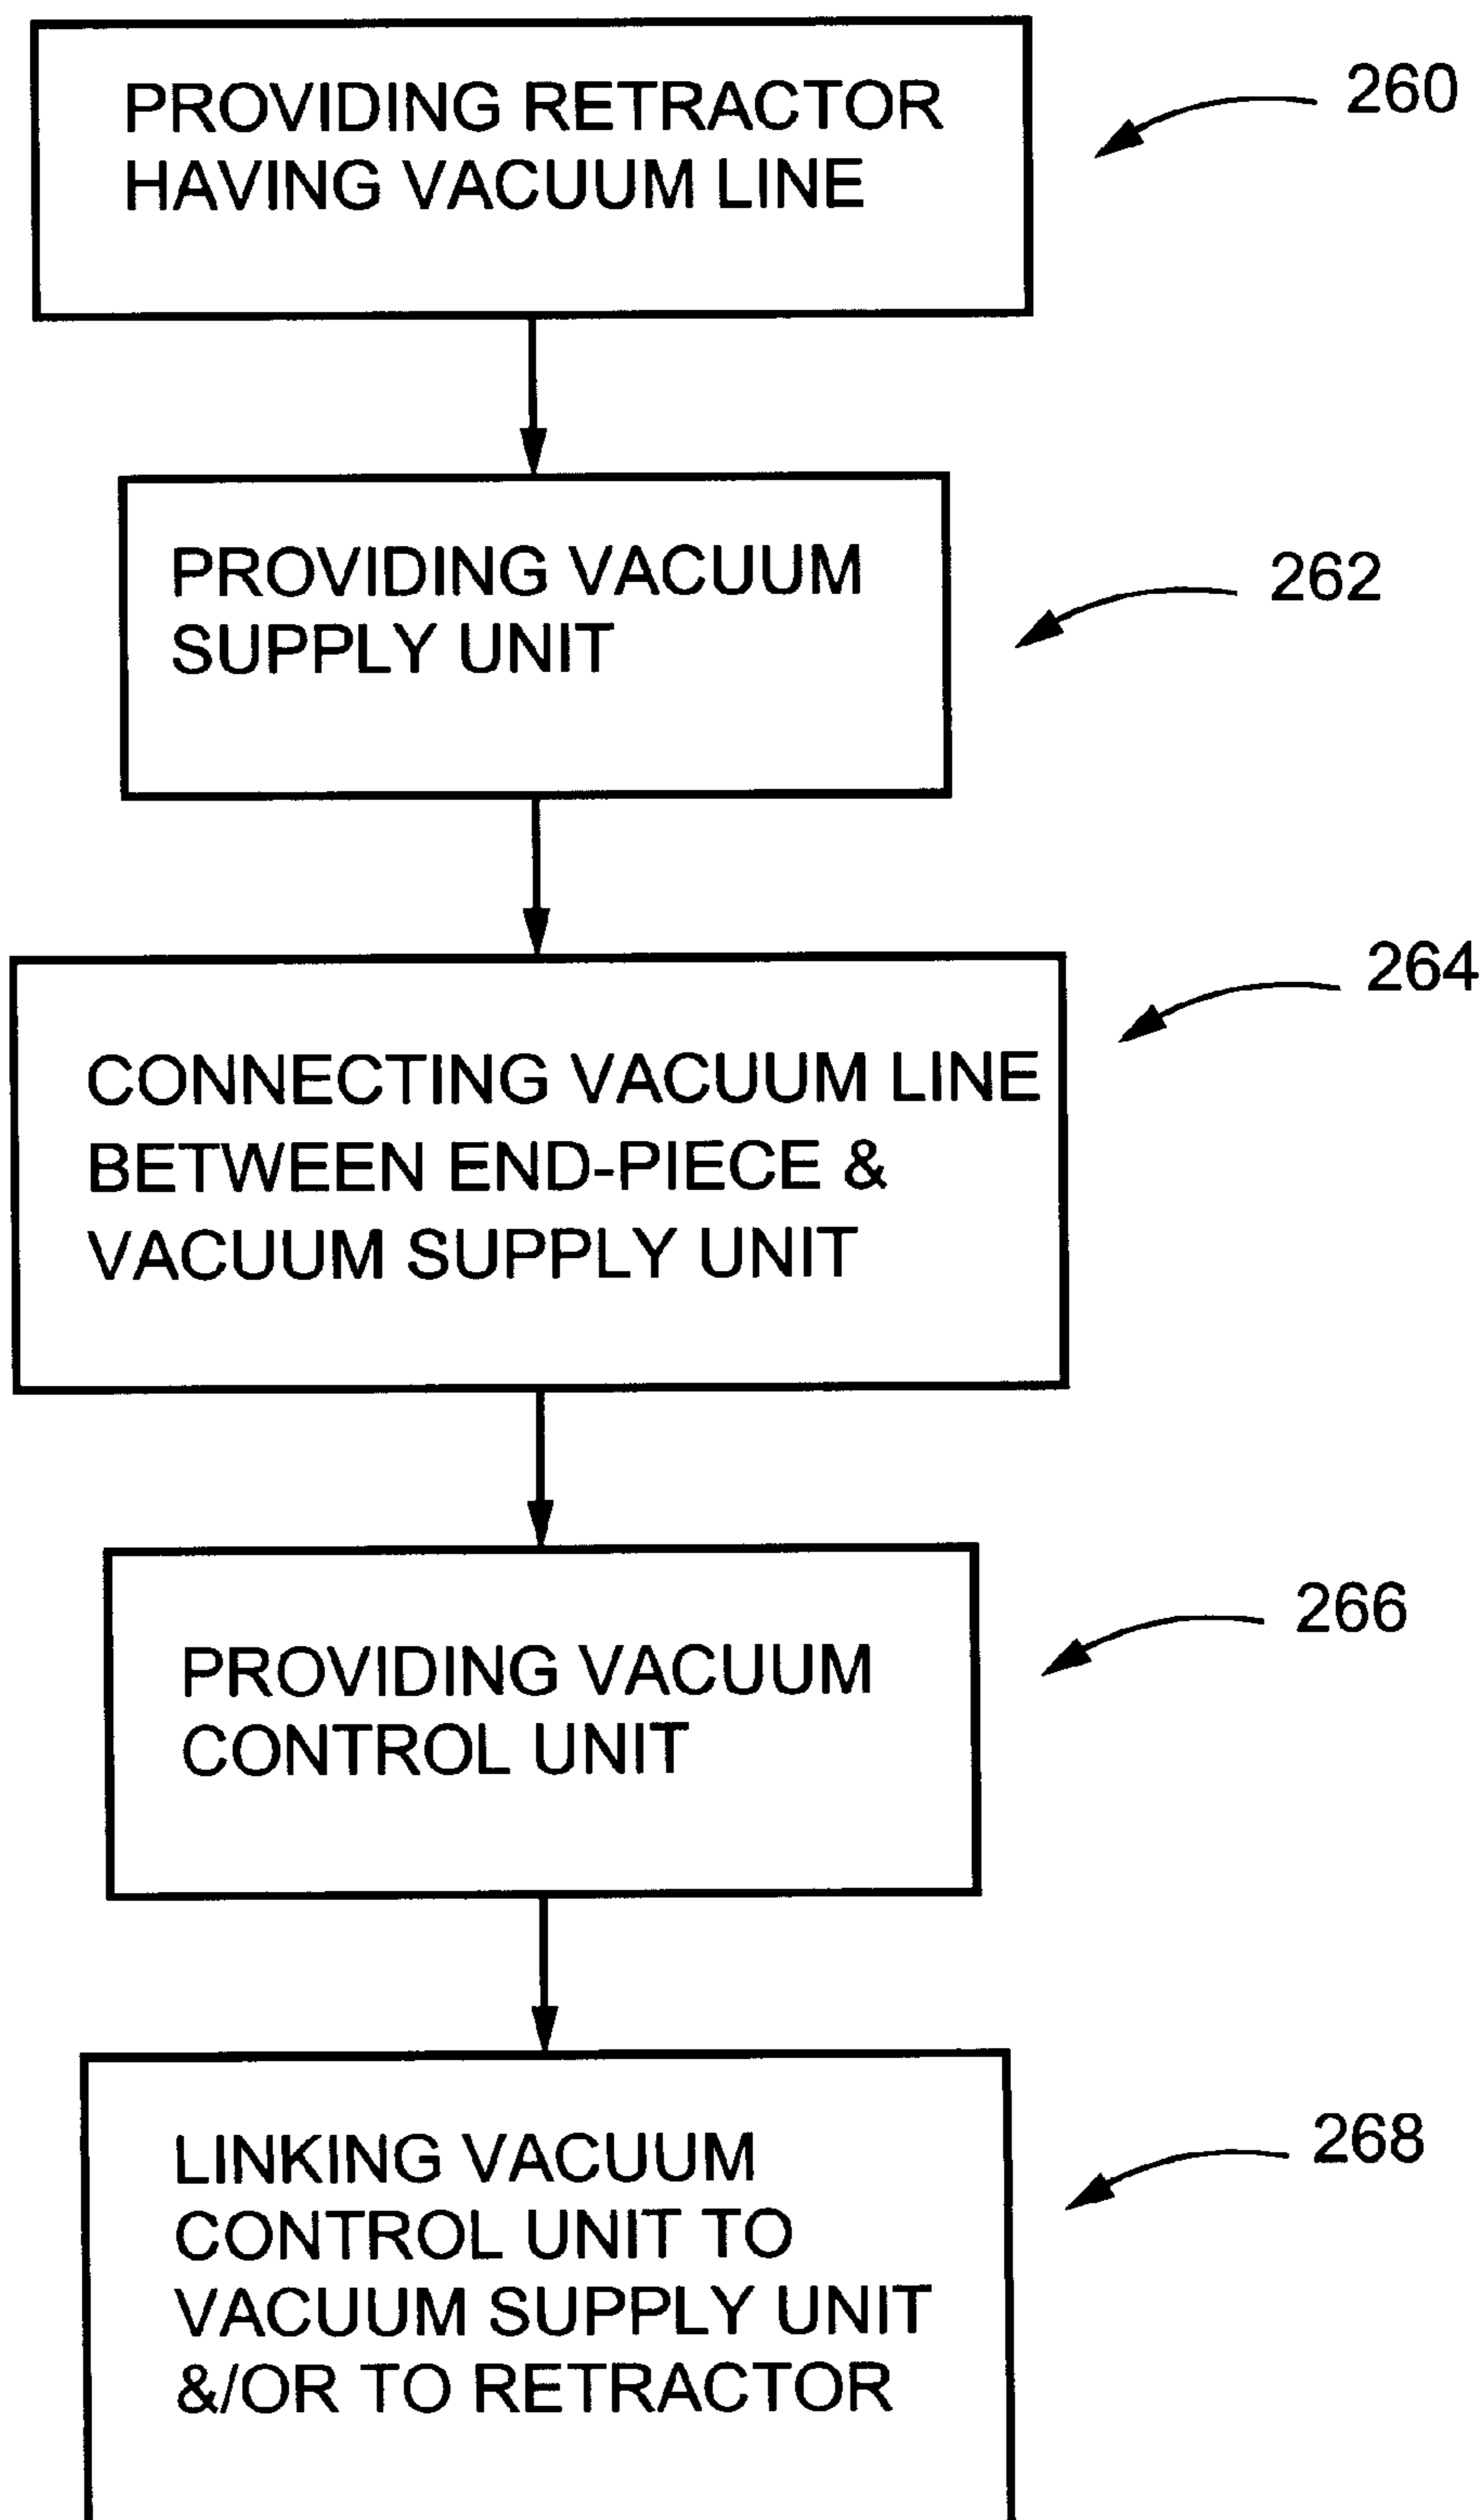 PROVIDING RETRACTOR
HAVING VACUUM LINE
260
PROVIDING VACUUM
SUPPLY UNIT
262
CONNECTING VACUUM LINE
BETWEEN END-PIECE &
VACUUM SUPPLY UNIT
264
PROVIDING VACUUM
CONTROL UNIT
266
LINKING VACUUM
CONTROL UNIT TO
VACUUM SUPPLY UNIT
&/OR TO RETRACTOR
268